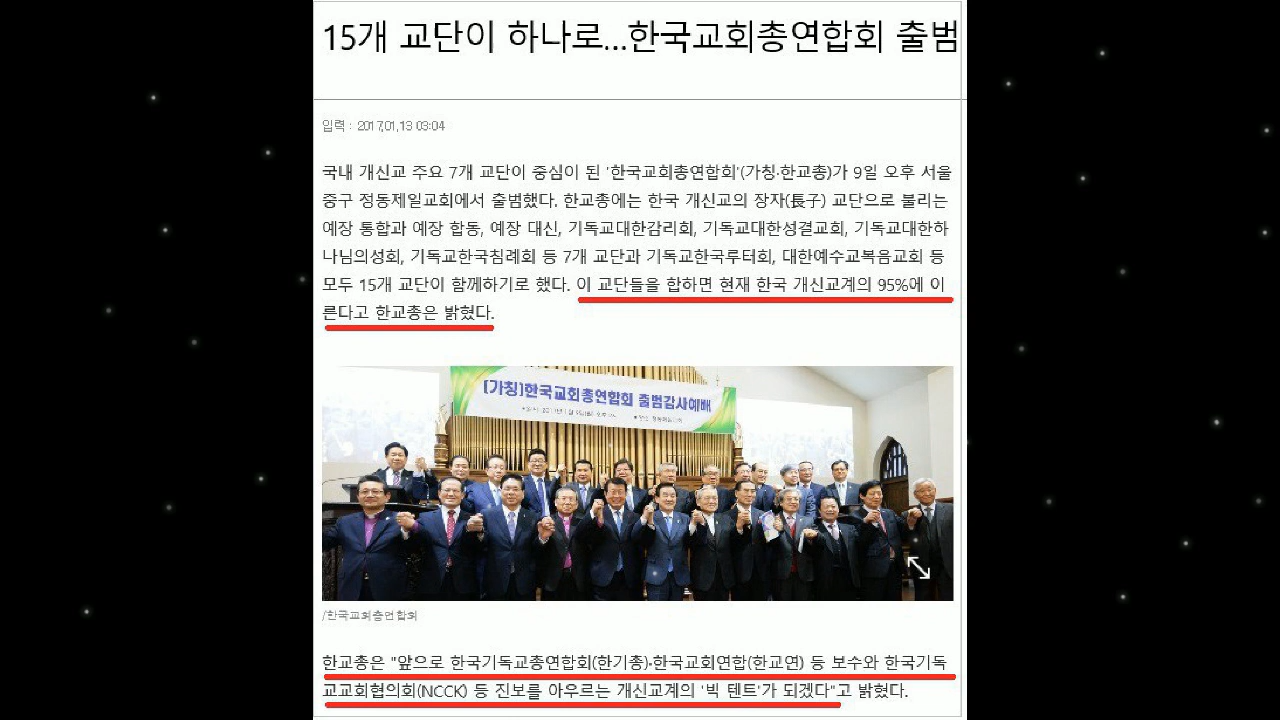 15개 교단이 하나로...한국교회총연합회 출범
입력 : 2017.01.13 03:04
국내 개신교 주요 7개 교단이 중심이 된 '한국교회총연합회'(가칭·한교총)가 9일 오후 서울
중구 정동제일교회에서 출범했다. 한교총에는 한국 개신교의 장자(長子) 교단으로 불리는
예장 통합과 예장 합동, 예장 대신, 기독교대한감리회, 기독교대한성결교회, 기독교대한하
나님의성회, 기독교한국침례회 등 7개 교단과 기독교한국루터회, 대한예수교복음교회 등
모두 15개 교단이 함께하기로 했다. 이 교단들을 합하면 현재 한국 개신교계의 95%에 이
른다고 한교총은 밝혔다.
(가칭)한국교회총연합회 출범감사예배
/한국교회총연합회
한교총은 "앞으로 한국기독교총연합회(한기총)·한국교회연합(한교연) 등 보수와 한국기독
교교회협의회(NCCK) 등 진보를 아우르는 개신교계의 '빅 텐트'가 되겠다"고 밝혔다.